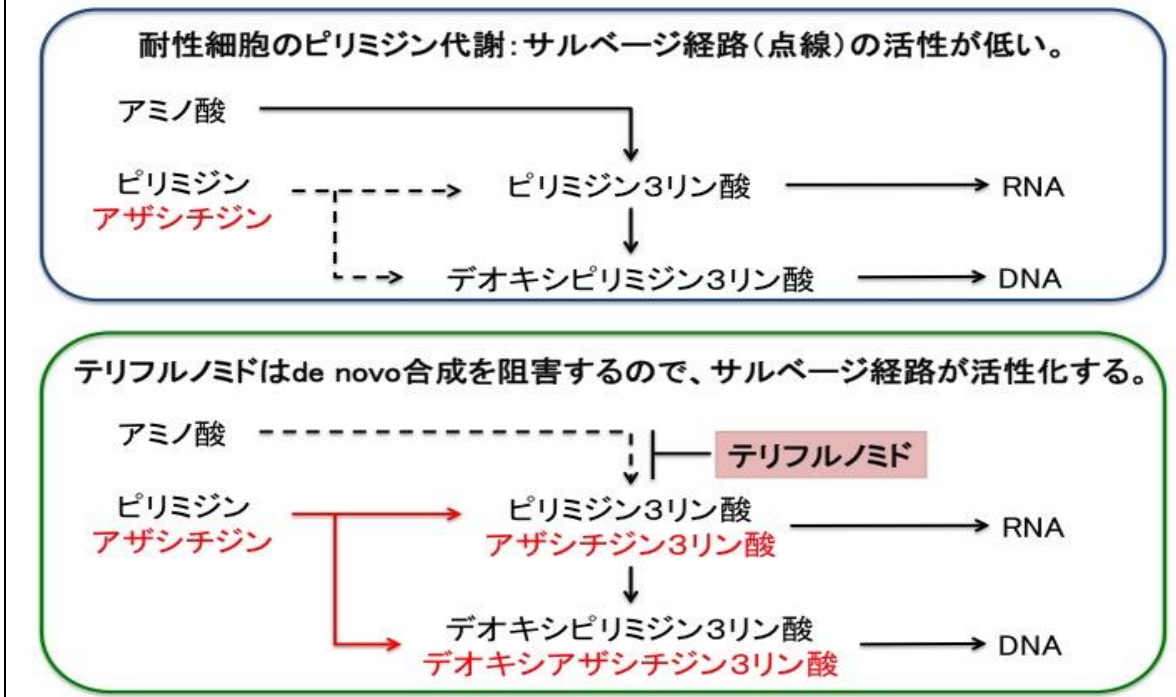 耐性細胞のピリミジン代謝：サルベージ経路（点線）の活性が低い。
アミノ酸
ピリミジン
アザシチジン
ピリミジン３リン酸
RNA
デオキシピリミジン３リン酸
DNA
テリフルノミドはde novo合成を阻害するので、サルベージ経路が活性化する。
アミノ酸
テリフルノミド
ピリミジン
アザシチジン
ピリミジン３リン酸
アザシチジン３リン酸
RNA
デオキシピリミジン３リン酸
デオキシアザシチジン３リン酸
DNA